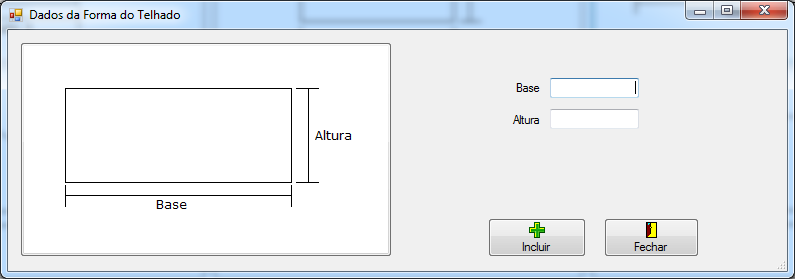 Dados da Forma do Telhado
Altura
Base
Base
Altura
Incluir
Fechar